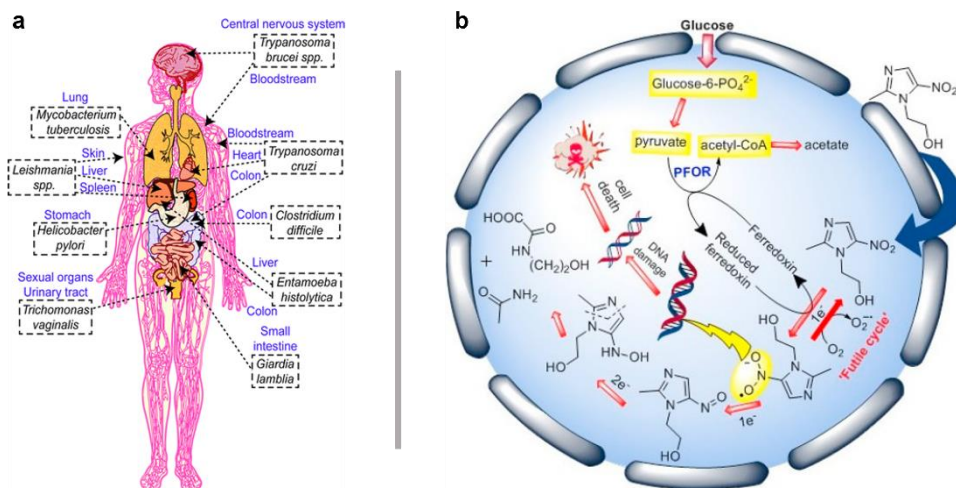 a
Central nervous system
Trypanosoma
brucei spp.
Bloodstream
Lung
Mycobacterium
tuberculosis
Bloodstream
Skin
Heart
Trypanosoma
cruzi
Leishmania
spp.
Liver
Spleen
Colon
Stomach
Helicobacter
pylori
Colon
Clostridium
difficile
Liver
Sexual organs
Urinary tract
Entamoeba
histolytica
Trichomonas
vaginalis
Colon
Small
intestine
Giardia
lamblia
b
Glucose
Glucose-6-PO₄²⁻
NO₂
N
N
OH
pyruvate
acetyl-CoA
acetate
PFOR
cell
death
HOOC
O
HN
(CH₂)₂OH
+
NH₂
O
DNA
damage
Reduced
ferredoxin
Ferredoxin
N
N
NO₂
OH
1e⁻
O₂⁻•
O₂
'Futile cycle'
N
N
HN
OH
HO
2e⁻
N
N
N
O
HO
1e⁻
HO
⁻O
N
•O
N
N